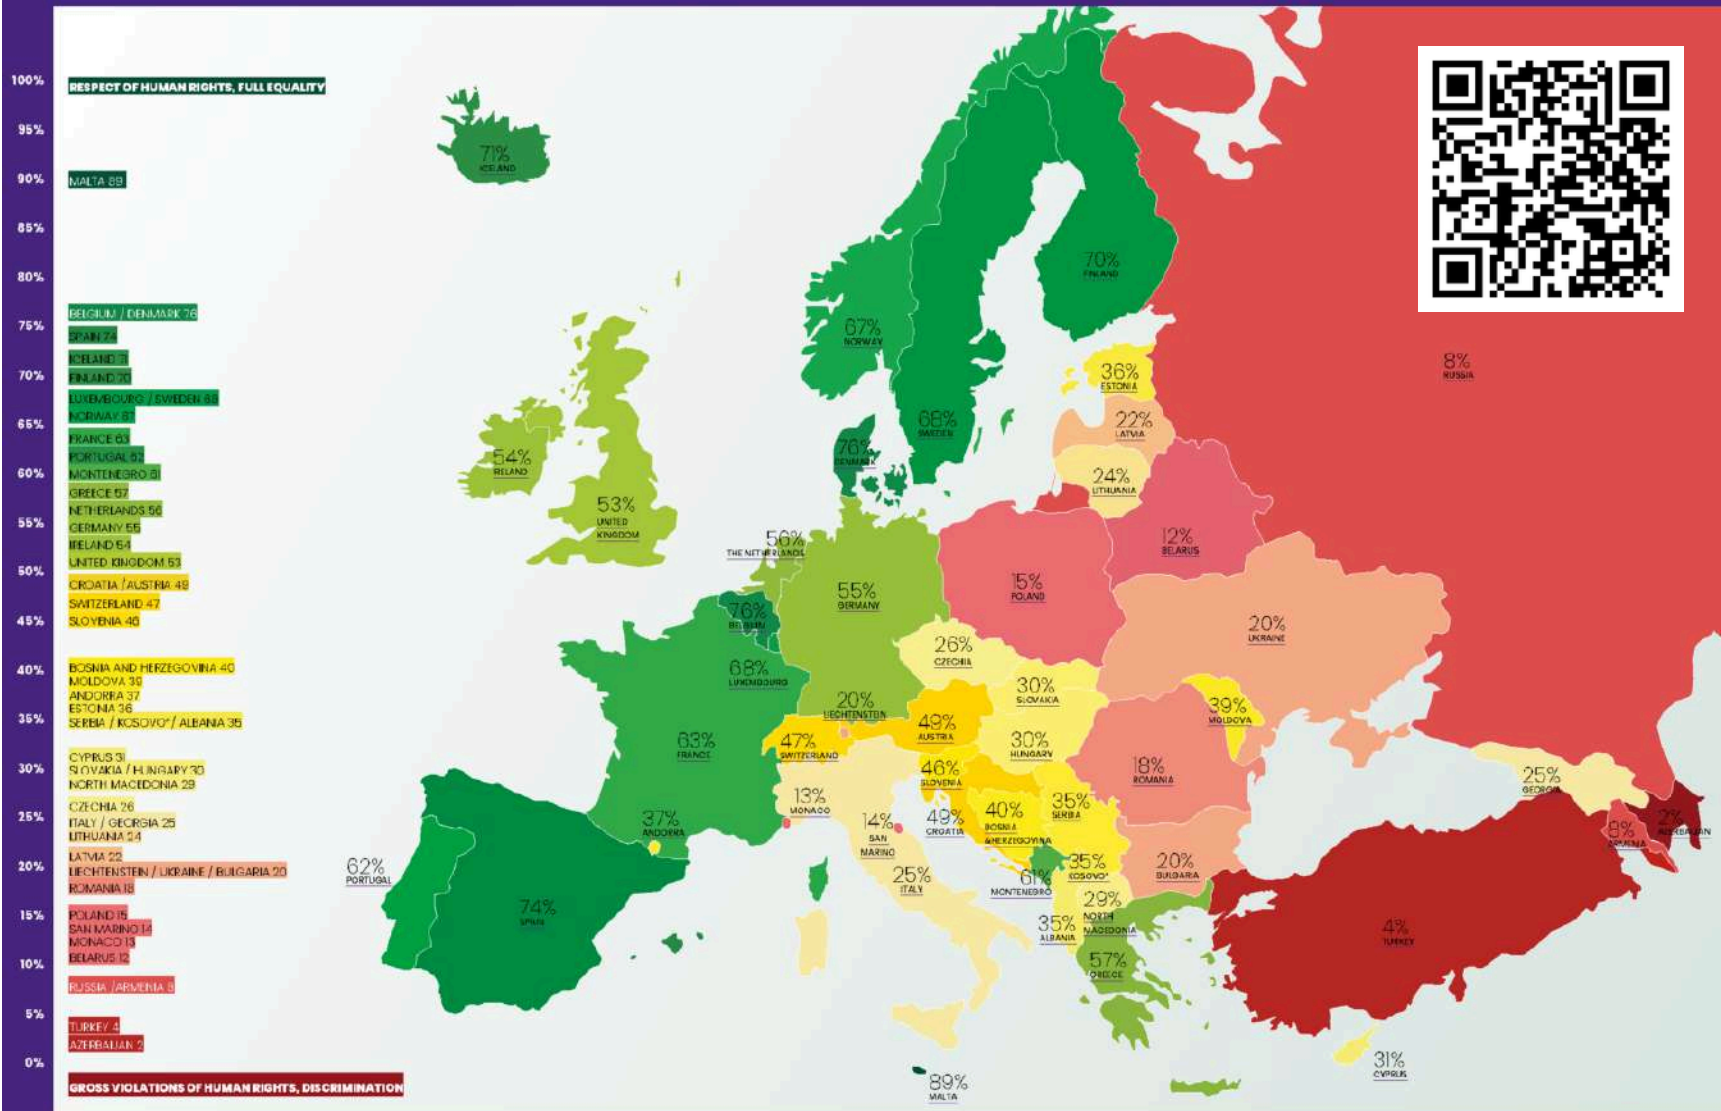 100%
RESPECT OF HUMAN RIGHTS, FULL EQUALITY
95%
90%
MALTA 89
85%
80%
BELGIUM / DENMARK 76
75%
SPAIN 74
ICELAND 71
70%
FINLAND 70
LUXEMBOURG / SWEDEN 68
NORWAY 67
65%
FRANCE 63
PORTUGAL 62
60%
MONTENEGRO 61
GREECE 57
NETHERLANDS 56
55%
GERMANY 55
IRELAND 54
UNITED KINGDOM 53
50%
CROATIA / AUSTRIA 49
SWITZERLAND 47
45%
SLOVENIA 46
40%
BOSNIA AND HERZEGOVINA 40
MOLDOVA 39
ANDORRA 37
ESTONIA 36
35%
SERBIA / KOSOVO* / ALBANIA 35
CYPRUS 31
30%
SLOVAKIA / HUNGARY 30
NORTH MACEDONIA 29
CZECHIA 26
25%
ITALY / GEORGIA 25
LITHUANIA 24
LATVIA 22
20%
LIECHTENSTEIN / UKRAINE / BULGARIA 20
ROMANIA 18
15%
POLAND 15
SAN MARINO 14
MONACO 13
BELARUS 12
10%
RUSSIA /ARMENIA 8
5%
TURKEY 4
AZERBAIJAN 2
0%
GROSS VIOLATIONS OF HUMAN RIGHTS, DISCRIMINATION
71%
ICELAND
70%
FINLAND
67%
NORWAY
68%
SWEDEN
8%
RUSSIA
36%
ESTONIA
22%
LATVIA
24%
LITHUANIA
76%
DENMARK
54%
IRELAND
53%
UNITED
KINGDOM
56%
THE NETHERLANDS
12%
BELARUS
15%
POLAND
55%
GERMANY
76%
BELGIUM
68%
LUXEMBOURG
20%
UKRAINE
26%
CZECHIA
30%
SLOVAKIA
20%
LIECHTENSTEIN
49%
AUSTRIA
39%
MOLDOVA
63%
FRANCE
47%
SWITZERLAND
30%
HUNGARY
46%
SLOVENIA
18%
ROMANIA
25%
GEORGIA
13%
MONACO
37%
ANDORRA
14%
SAN
MARINO
49%
CROATIA
40%
BOSNIA
&HERZEGOVINA
35%
SERBIA
2%
AZERBAIJAN
8%
ARMENIA
62%
PORTUGAL
74%
SPAIN
25%
ITALY
61%
MONTENEGRO
35%
KOSOVO*
20%
BULGARIA
29%
NORTH
MACEDONIA
35%
ALBANIA
57%
GREECE
4%
TURKEY
31%
CYPRUS
89%
MALTA